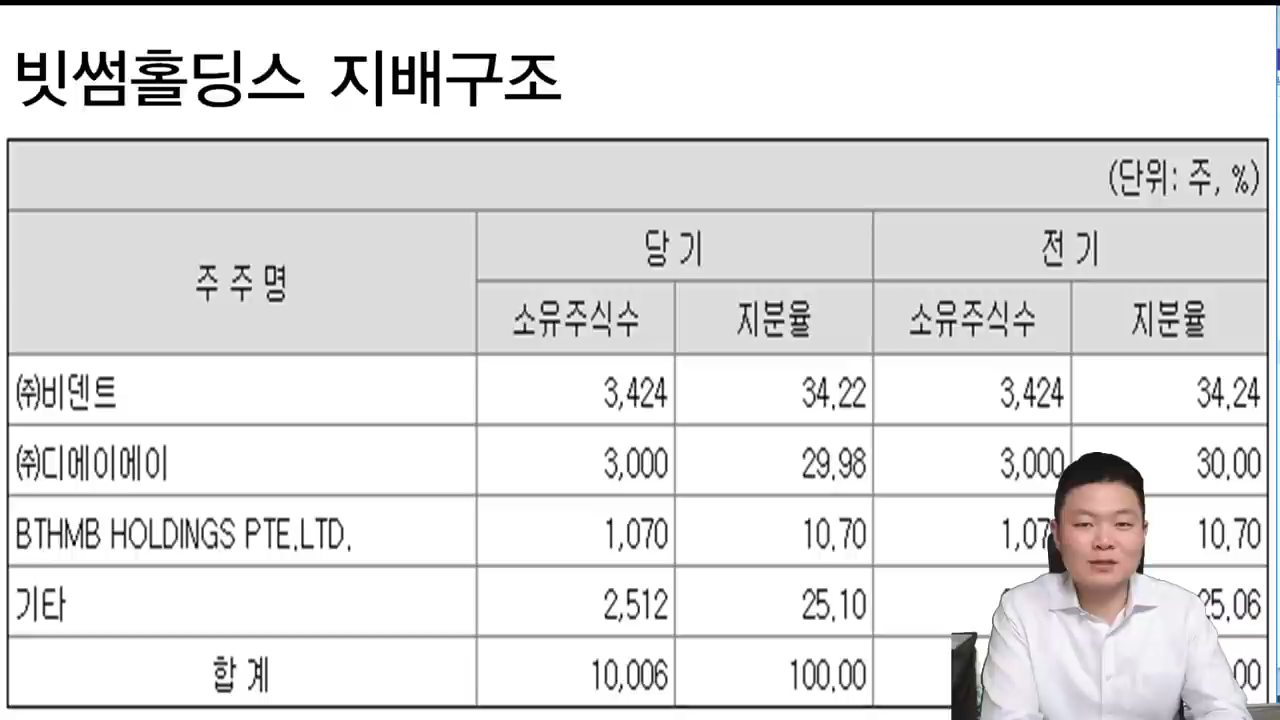 빗썸홀딩스 지배구조
(단위: 주, %)
주 주 명 당 기 전 기
소유주식수 지분율 소유주식수 지분율
㈜비덴트 3,424 34.22 3,424 34.24
㈜디에이에이 3,000 29.98 3,000 30.00
BTHMB HOLDINGS PTE.LTD. 1,070 10.70 10.70
기타 2,512 25.10
합 계 10,006 100.00